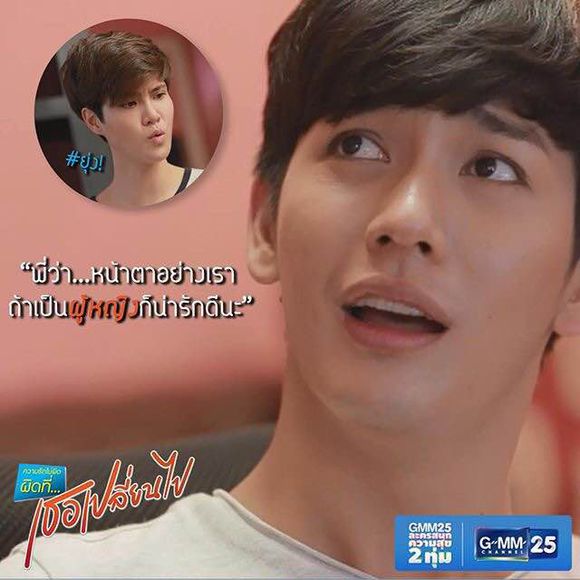 #ยุ่ง!
“พี่ว่า...หน้าตาอย่างเรา
ถ้าเป็นผู้หญิงก็น่ารักดีนะ”
ความรักไม่ผิด
ผิดที่...
เธอเปลี่ยนไป
GMM25
ละครสนุก
ความสุข
2 ทุ่ม
GMM 25
CHANNEL